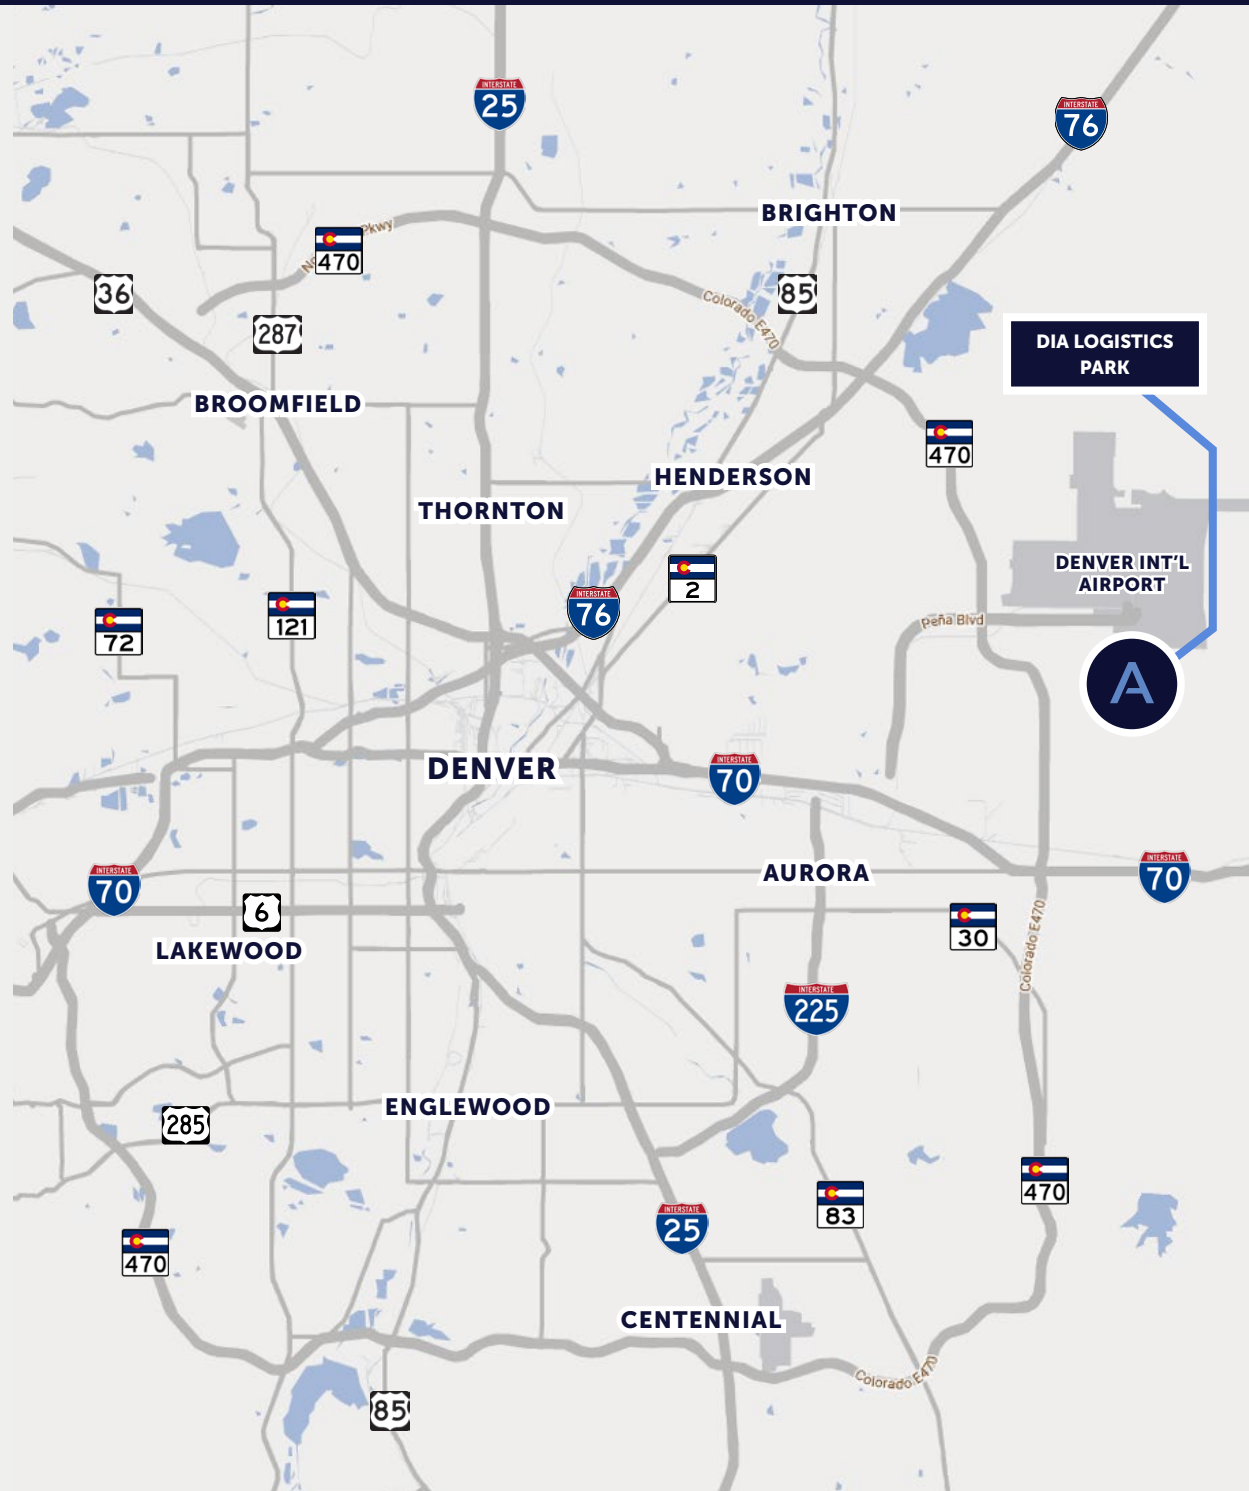 INTERSTATE
25
INTERSTATE
76
BRIGHTON
Pkwy
470
36
85
Colorado E470
287
DIA LOGISTICS
PARK
BROOMFIELD
470
HENDERSON
THORNTON
DENVER INT'L
AIRPORT
2
INTERSTATE
76
121
72
Peña Blvd
A
DENVER
INTERSTATE
70
AURORA
INTERSTATE
70
INTERSTATE
70
6
30
LAKEWOOD
Colorado E470
INTERSTATE
225
ENGLEWOOD
285
470
83
INTERSTATE
25
470
CENTENNIAL
Colorado E470
85